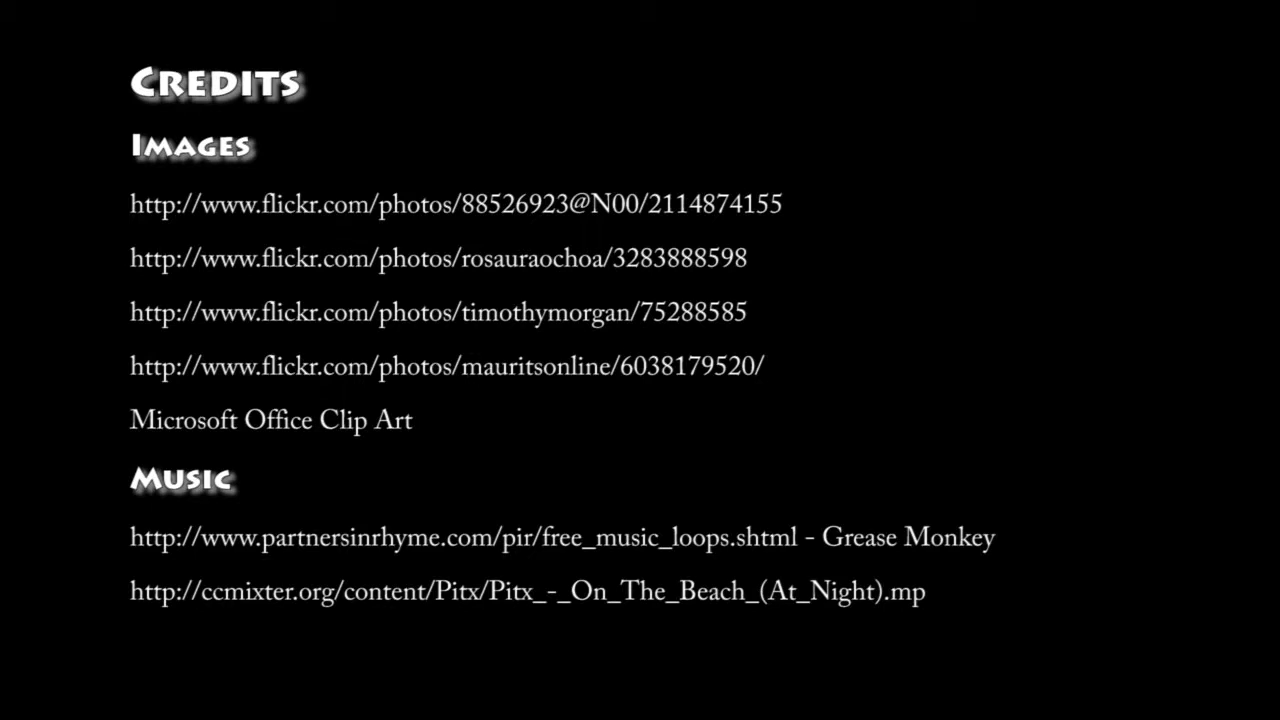 CREDITS
IMAGES
http://www.flickr.com/photos/88526923@N00/2114874155
http://www.flickr.com/photos/rosauraochoa/3283888598
http://www.flickr.com/photos/timothymorgan/75288585
http://www.flickr.com/photos/mauritsonline/6038179520/
Microsoft Office Clip Art
MUSIC
http://www.partnersinrhyme.com/pir/free_music_loops.shtml - Grease Monkey
http://ccmixter.org/content/Pitx/Pitx_-_On_The_Beach_(At_Night).mp